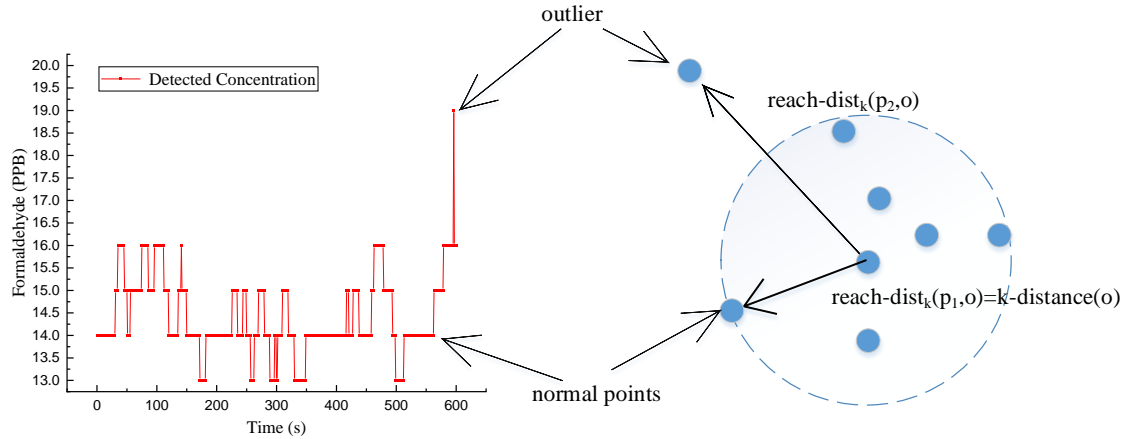 outlier
Detected Concentration
20.0
19.5
19.0
18.5
18.0
17.5
17.0
16.5
16.0
15.5
15.0
14.5
14.0
13.5
13.0
Formaldehyde (PPB)
0 100 200 300 400 500 600
Time (s)
reach-distₖ(p₂,o)
reach-distₖ(p₁,o)=k-distance(o)
normal points